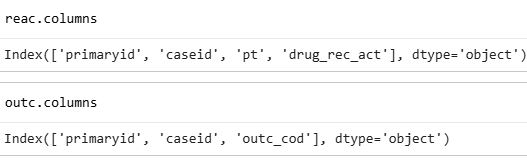 reac.columns
Index(['primaryid', 'caseid', 'pt', 'drug_rec_act'], dtype='object')
outc.columns
Index(['primaryid', 'caseid', 'outc_cod'], dtype='object')